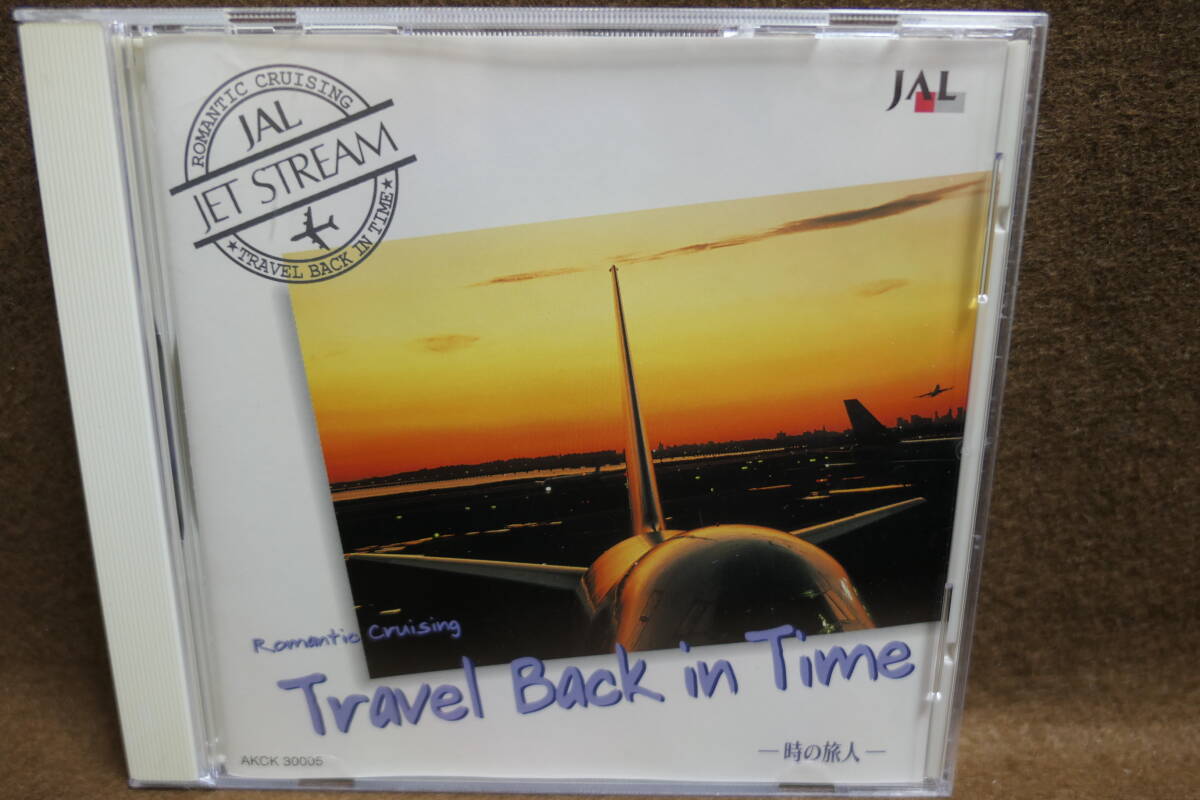 ROMANTIC CRUISING
JAL
JET STREAM
★TRAVEL BACK IN TIME★
JAL
Romantic Cruising
Travel Back in Time
―時の旅人―
AKCK 30005